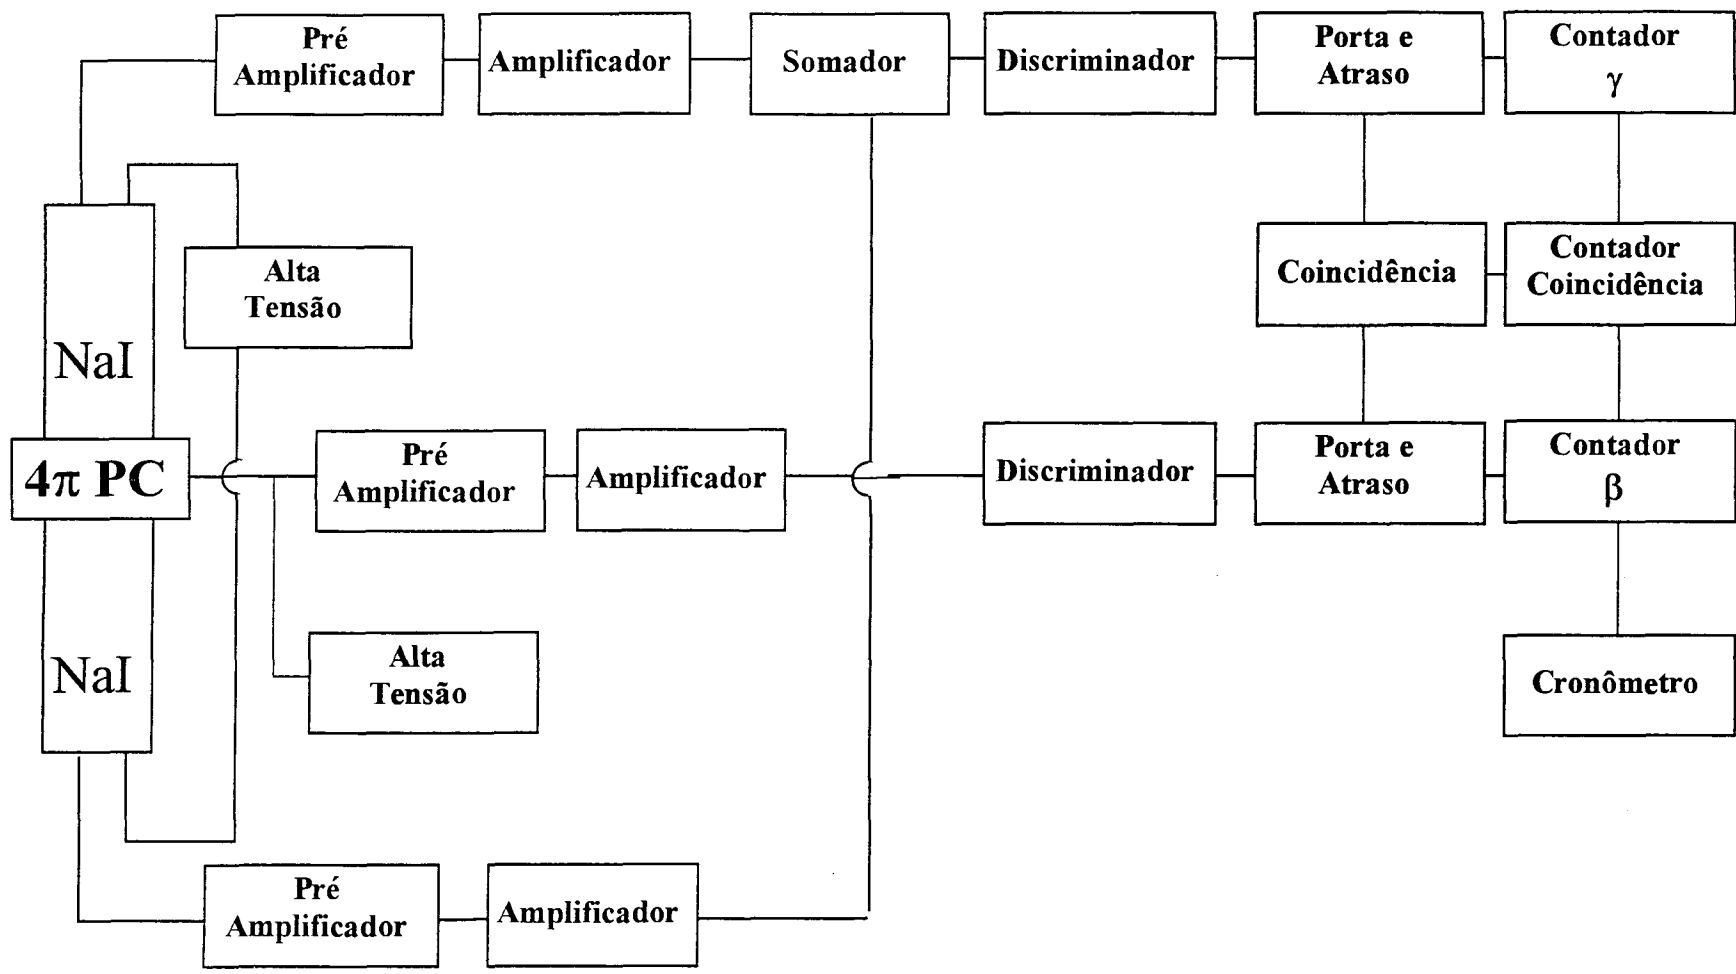 Pré
Amplificador
Amplificador
Somador
Discriminador
Porta e
Atraso
Contador
γ
Alta
Tensão
Coincidência
Contador
Coincidência
NaI
4π PC
Pré
Amplificador
Amplificador
Discriminador
Porta e
Atraso
Contador
β
NaI
Alta
Tensão
Cronômetro
Pré
Amplificador
Amplificador